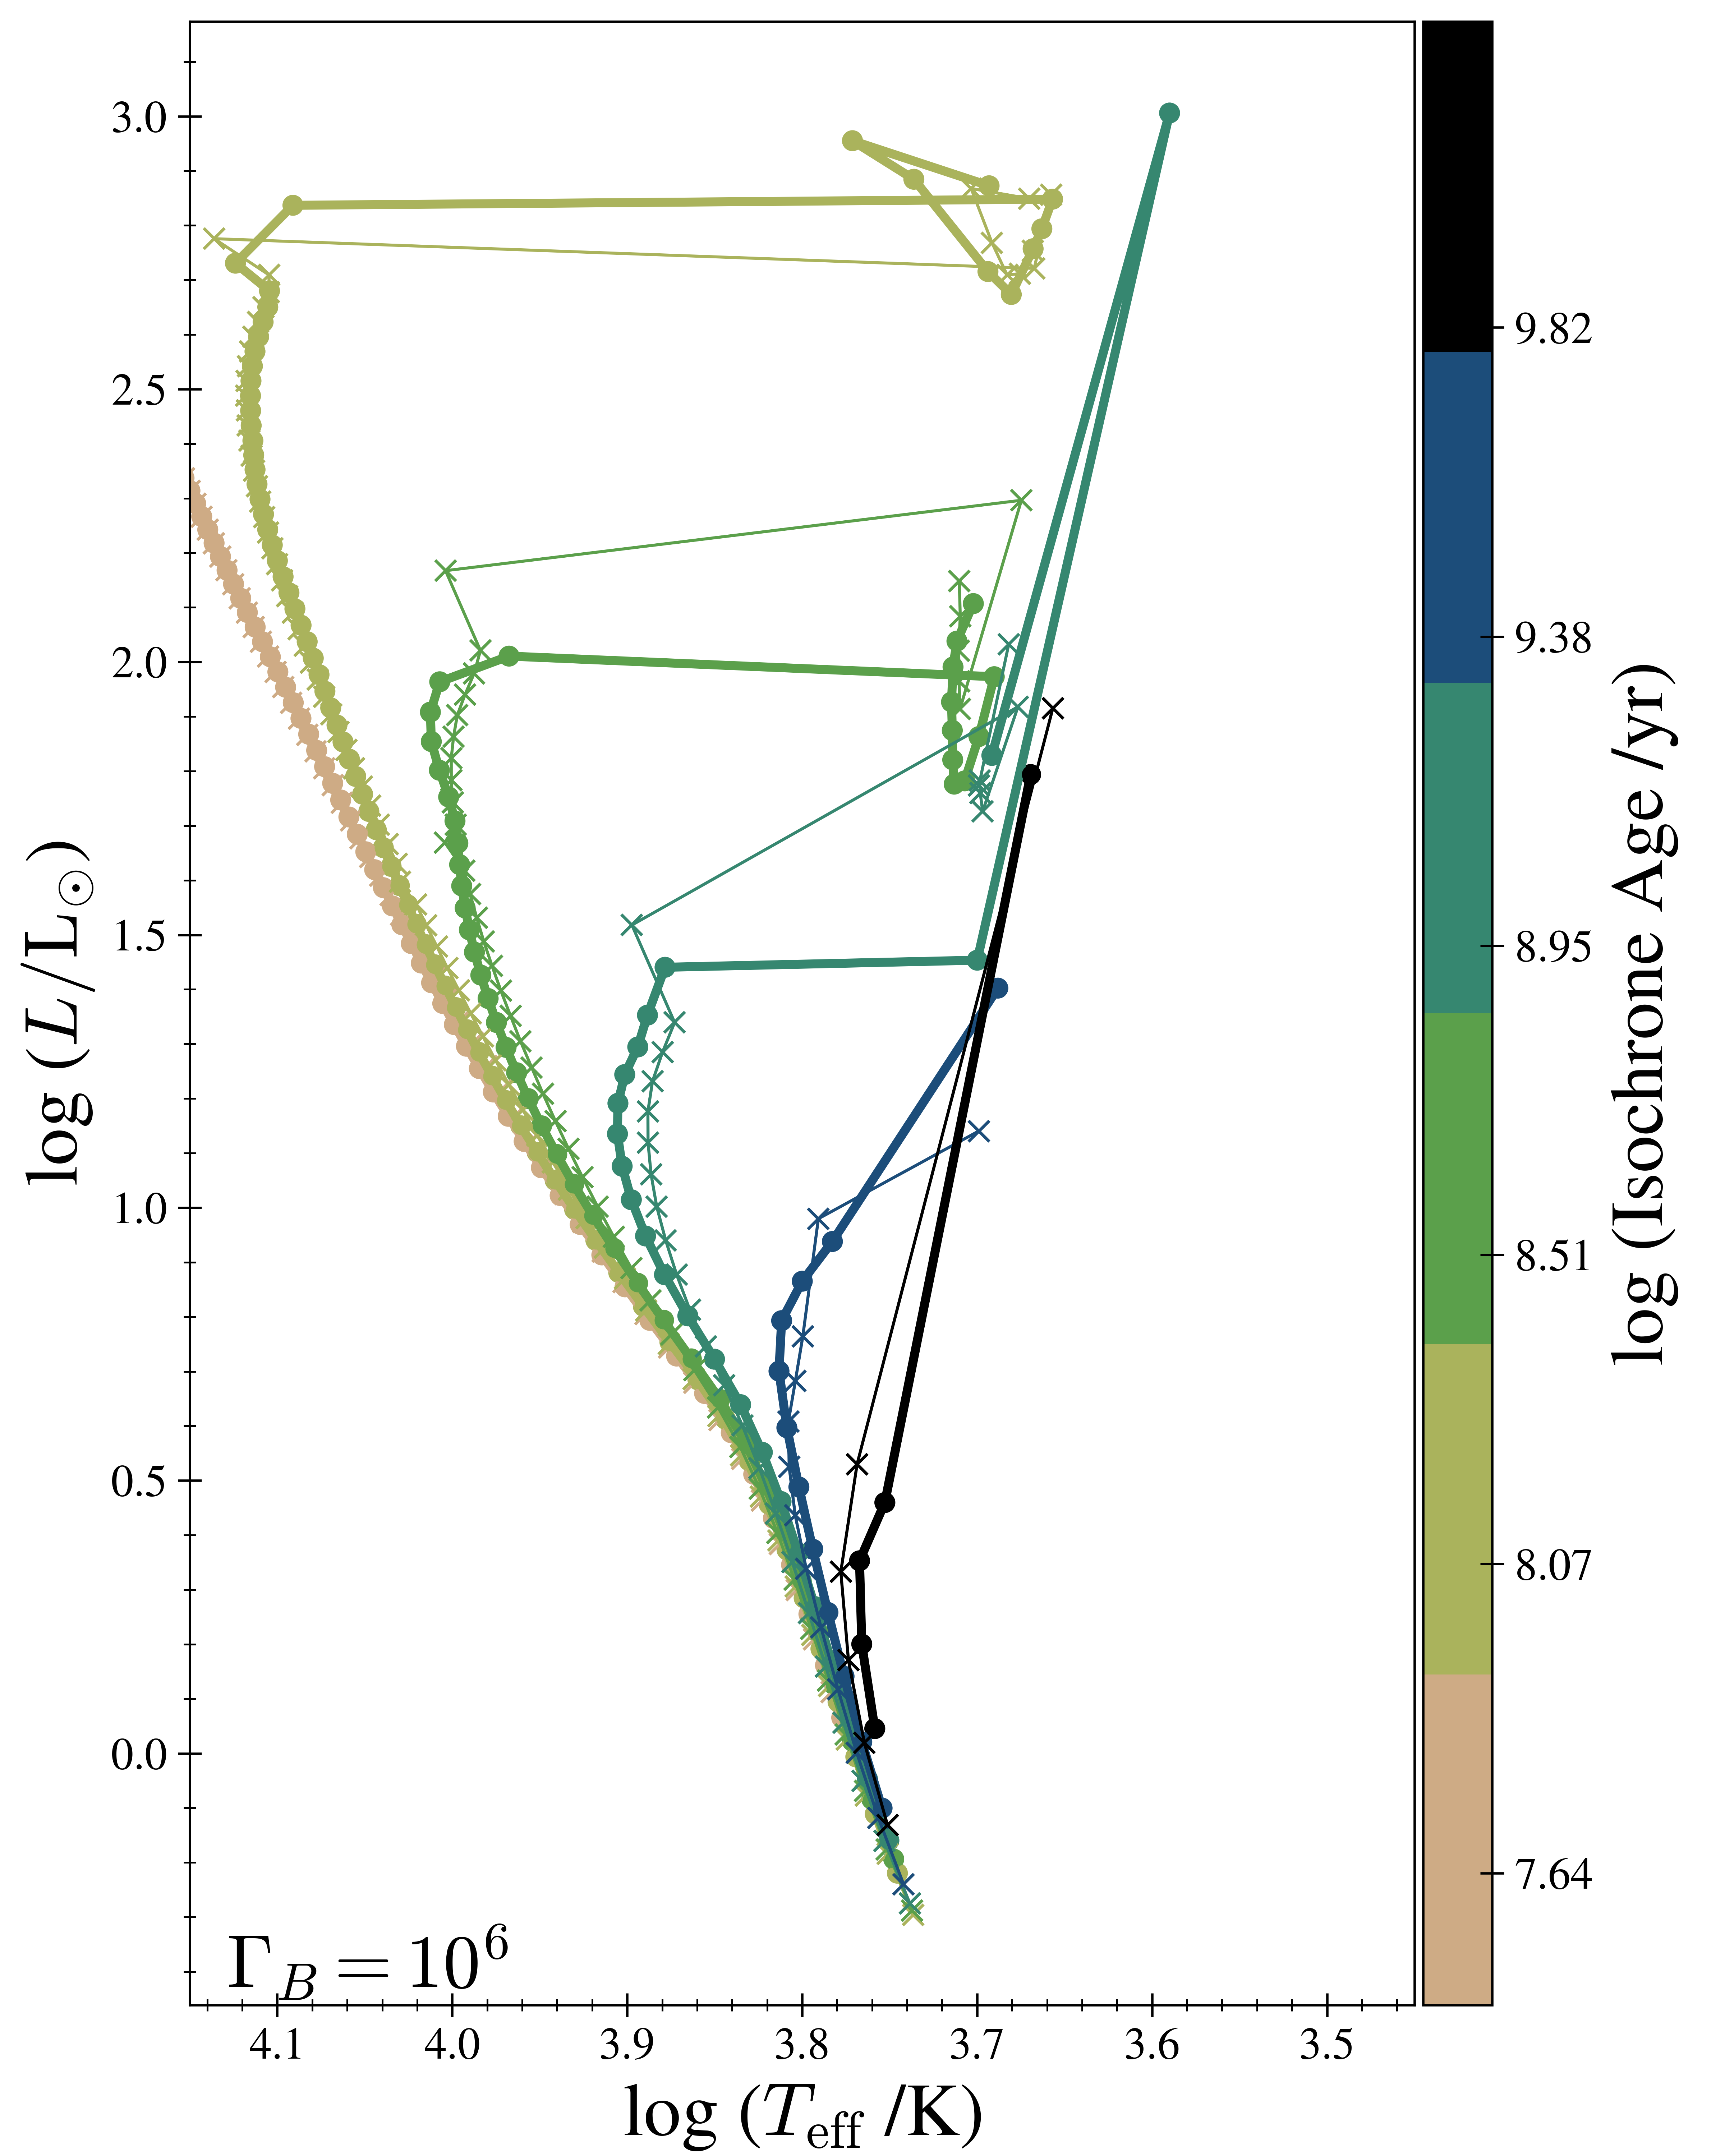 3.0
2.5
2.0
1.5
1.0
0.5
0.0
log (L/L⊙)
Γ_B = 10⁶
4.1 4.0 3.9 3.8 3.7 3.6 3.5
log (T_eff /K)
9.82
9.38
8.95
8.51
8.07
7.64
log (Isochrone Age /yr)